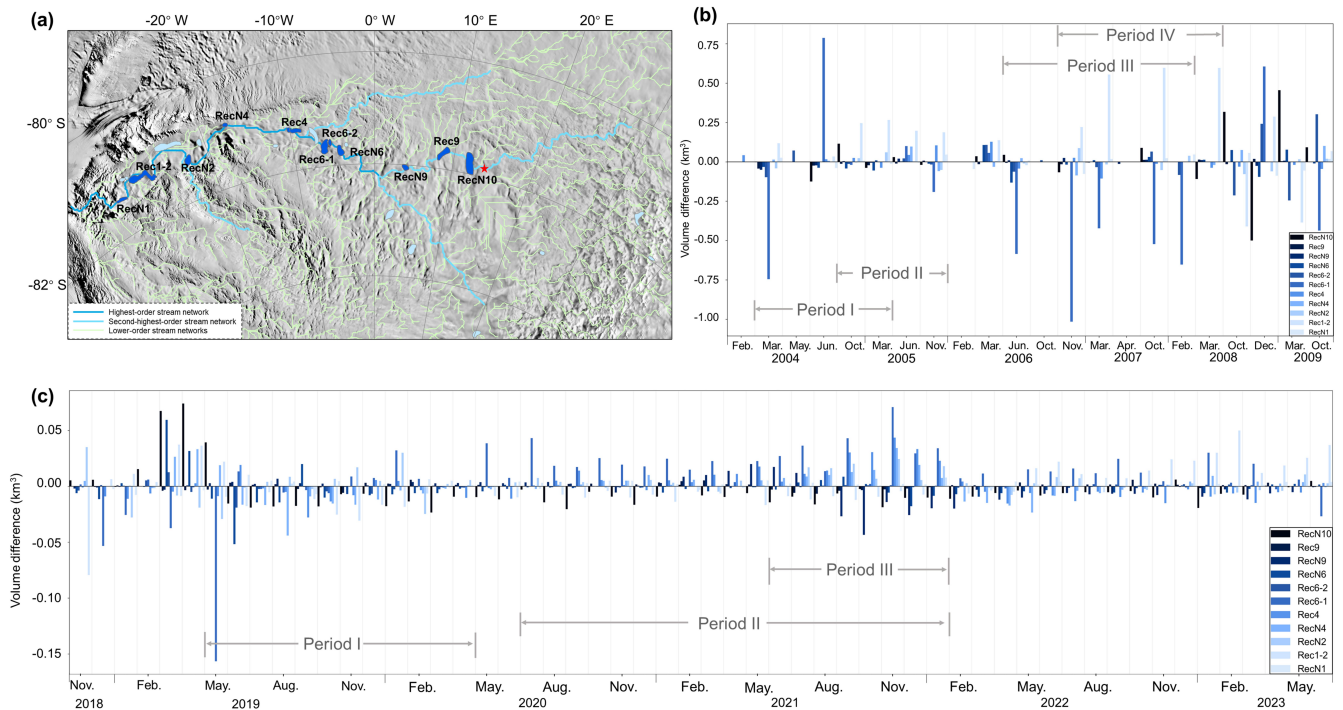 (a)
-20° W
-10° W
0° W
10° E
20° E
-80° S
-82° S
RecN4
Rec4
Rec6-2
Rec6-1
RecN6
Rec9
RecN9
RecN10
Rec1-2
RecN2
RecN1
Highest-order stream network
Second-highest-order stream network
Lower-order stream networks
(b)
Volume difference (km³)
0.75
0.50
0.25
0.00
-0.25
-0.50
-0.75
-1.00
Period IV
Period III
Period II
Period I
RecN10
Rec9
RecN9
RecN6
Rec6-2
Rec6-1
Rec4
RecN4
RecN2
Rec1-2
RecN1
Feb. Mar. May. Jun. Oct. Mar. Jun. Nov. Feb. Mar. Jun. Nov. Mar. Apr. Oct. Feb. Mar. Oct. Dec. Mar. Oct.
2004 2005 2006 2007 2008 2009
(c)
Volume difference (km³)
0.05
0.00
-0.05
-0.10
-0.15
Period III
Period II
Period I
RecN10
Rec9
RecN9
RecN6
Rec6-2
Rec6-1
Rec4
RecN4
RecN2
Rec1-2
RecN1
Nov. Feb. May. Aug. Nov. Feb. May. Aug. Nov. Feb. May. Aug. Nov. Feb. May. Aug. Nov. Feb. May.
2018 2019 2020 2021 2022 2023